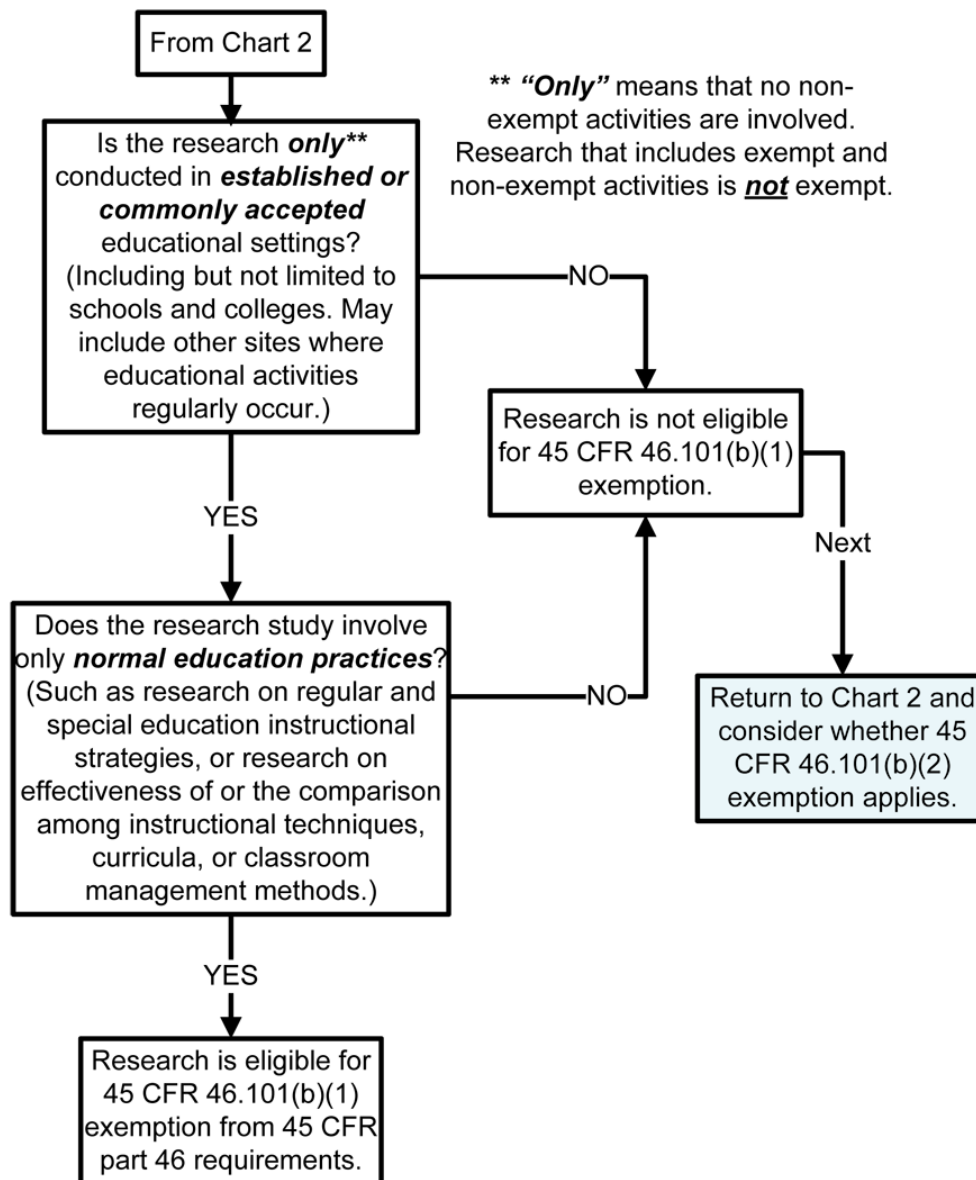 From Chart 2
** “Only” means that no non-
exempt activities are involved.
Research that includes exempt and
non-exempt activities is not exempt.
Is the research only**
conducted in established or
commonly accepted
educational settings?
(Including but not limited to
schools and colleges. May
include other sites where
educational activities
regularly occur.)
NO
Research is not eligible
for 45 CFR 46.101(b)(1)
exemption.
YES
Next
Does the research study involve
only normal education practices?
(Such as research on regular and
special education instructional
strategies, or research on
effectiveness of or the comparison
among instructional techniques,
curricula, or classroom
management methods.)
NO
Return to Chart 2 and
consider whether 45
CFR 46.101(b)(2)
exemption applies.
YES
Research is eligible for
45 CFR 46.101(b)(1)
exemption from 45 CFR
part 46 requirements.